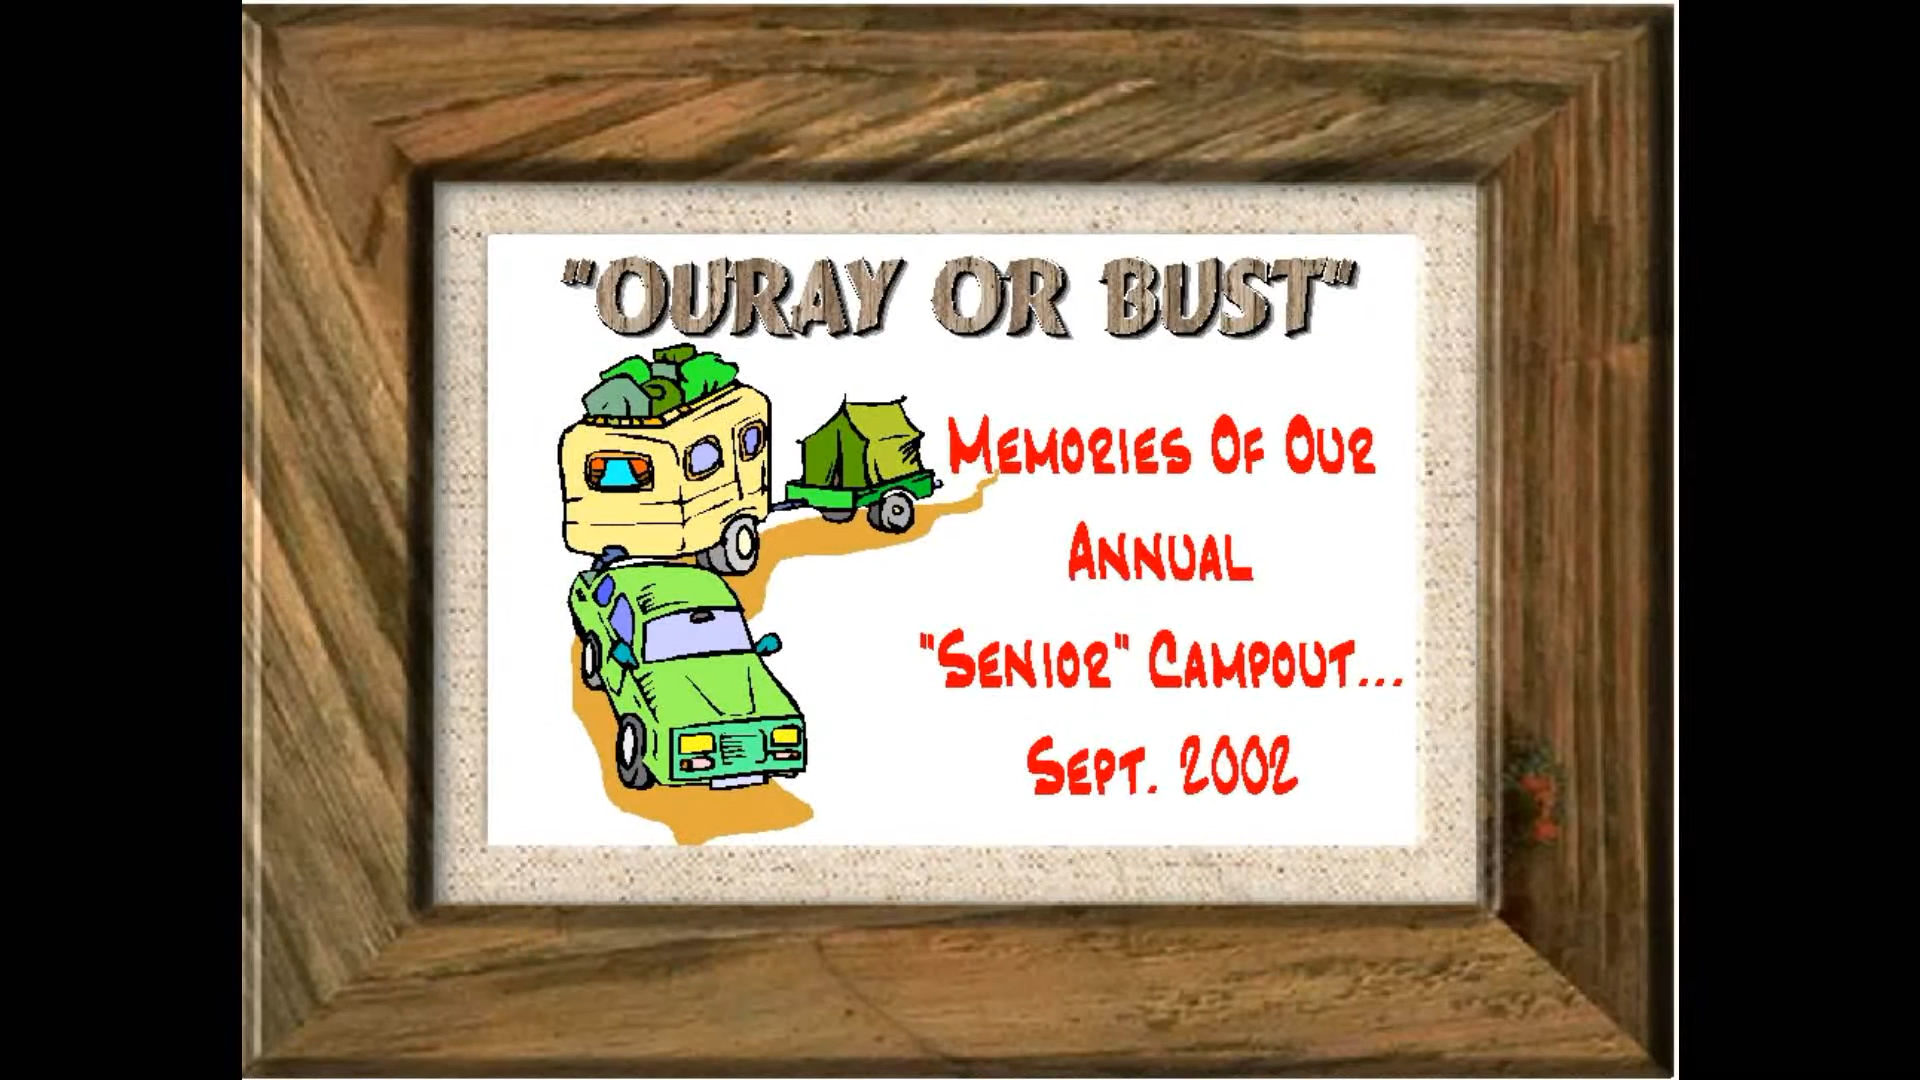 "OURAY OR BUST"
MEMORIES OF OUR
ANNUAL
"SENIOR" CAMPOUT...
SEPT. 2002